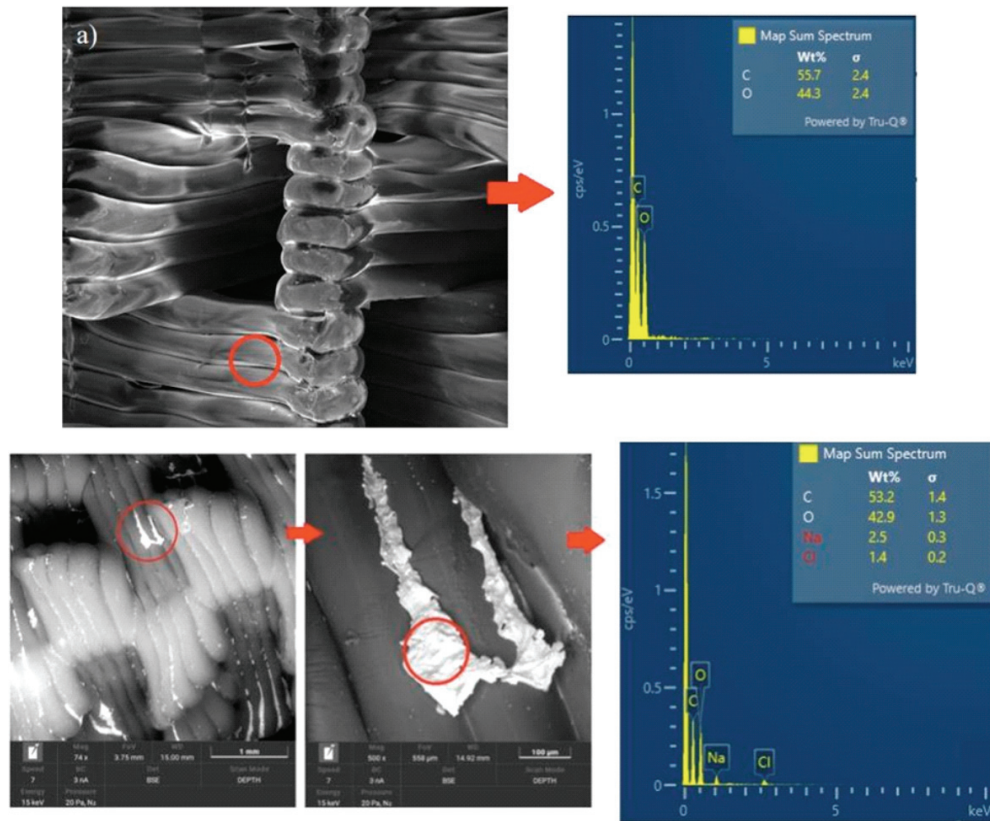 a)
Map Sum Spectrum
Wt% σ
C 55.7 2.4
O 44.3 2.4
Powered by Tru-Q®
cps/eV
1
0.5
0
C
O
0 5 keV
Map Sum Spectrum
Wt% σ
C 53.2 1.4
O 42.9 1.3
Na 2.5 0.3
Cl 1.4 0.2
Powered by Tru-Q®
cps/eV
1.5
1
0.5
0
O
C
Na
Cl
0 5 keV
Mag FoV WD
74 x 3.75 mm 15.00 mm 1 mm
Speed BC Det Scan Mode
7 3 nA BSE DEPTH
Energy Pressure
15 keV 20 Pa, N₂
Mag FoV WD
500 x 558 µm 14.92 mm 100 µm
Speed BC Det Scan Mode
7 3 nA BSE DEPTH
Energy Pressure
15 keV 20 Pa, N₂